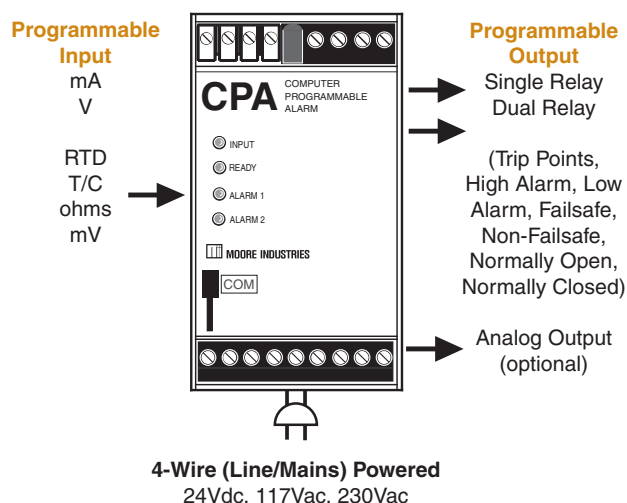 Programmable
Input
mA
V
RTD
T/C
ohms
mV
CPA
COMPUTER
PROGRAMMABLE
ALARM
INPUT
READY
ALARM 1
ALARM 2
MOORE INDUSTRIES
COM
Programmable
Output
Single Relay
Dual Relay
(Trip Points,
High Alarm, Low
Alarm, Failsafe,
Non-Failsafe,
Normally Open,
Normally Closed)
Analog Output
(optional)
4-Wire (Line/Mains) Powered
24Vdc, 117Vac, 230Vac